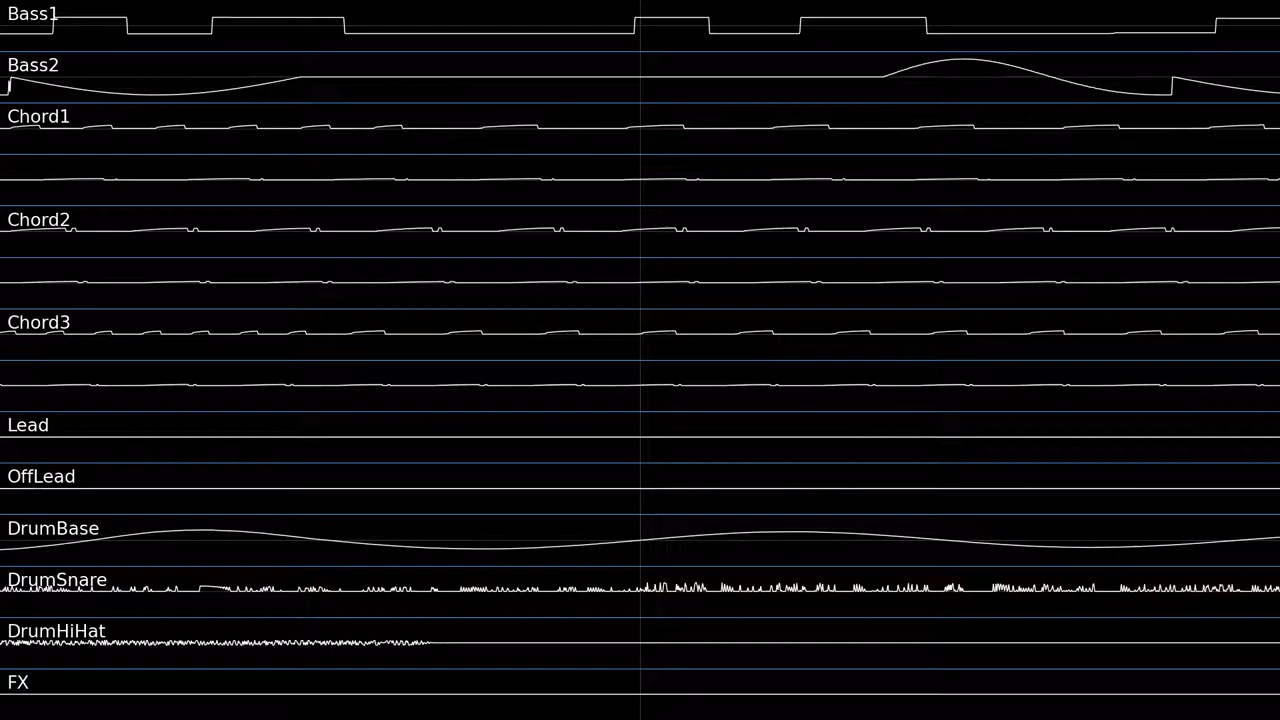 Bass1
Bass2
Chord1
Chord2
Chord3
Lead
OffLead
DrumBase
DrumSnare
DrumHiHat
FX